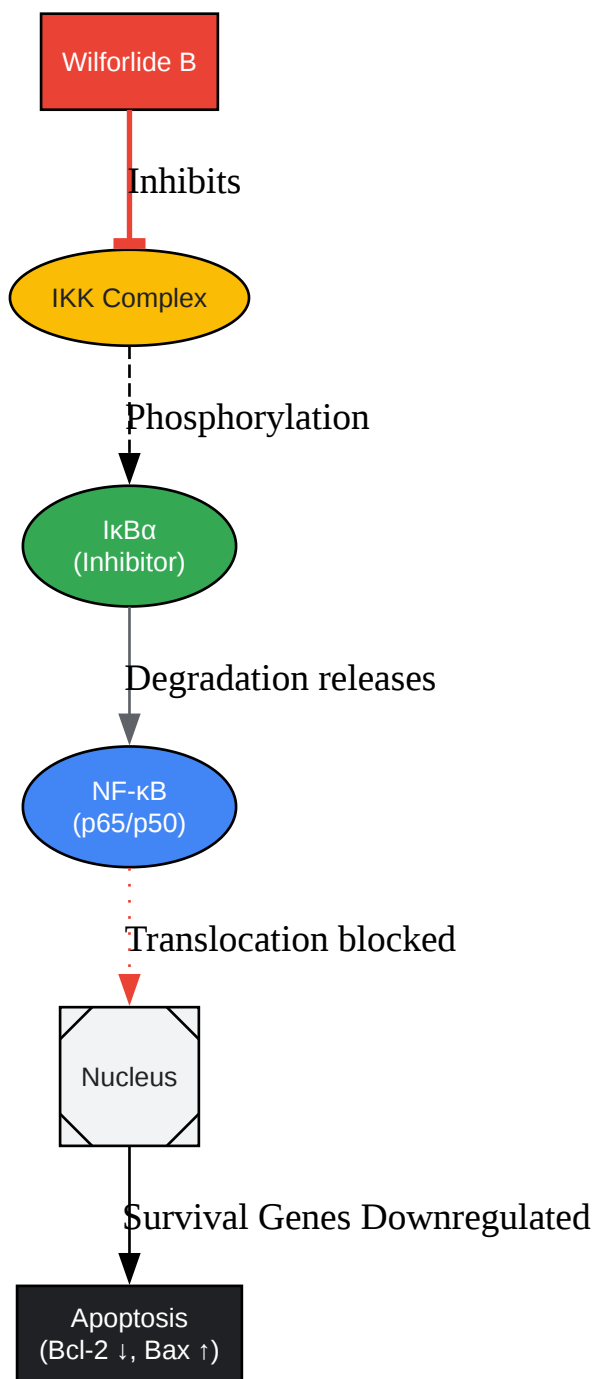 Wilforlide B
Inhibits
IKK Complex
Phosphorylation
IκBα
(Inhibitor)
Degradation releases
NF-κB
(p65/p50)
Translocation blocked
Nucleus
Survival Genes Downregulated
Apoptosis
(Bcl-2 ↓, Bax ↑)